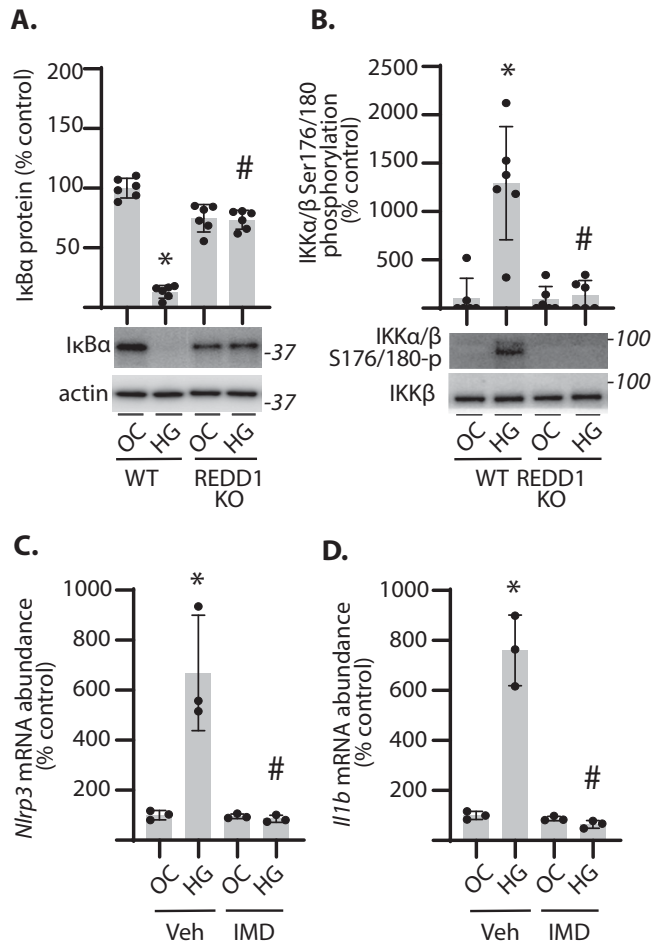 A.
IκBα protein (% control)
200
150
100
50
*
#
IκBα
-37
actin
-37
OC HG OC HG
WT REDD1
KO
B.
IKKα/β Ser176/180
phosphorylation
(% control)
2500
2000
1500
1000
500
*
#
IKKα/β
S176/180-p
-100
IKKβ
-100
OC HG OC HG
WT REDD1
KO
C.
Nlrp3 mRNA abundance
(% control)
1000
800
600
400
200
*
#
OC HG OC HG
Veh IMD
D.
Il1b mRNA abundance
(% control)
1000
800
600
400
200
*
#
OC HG OC HG
Veh IMD